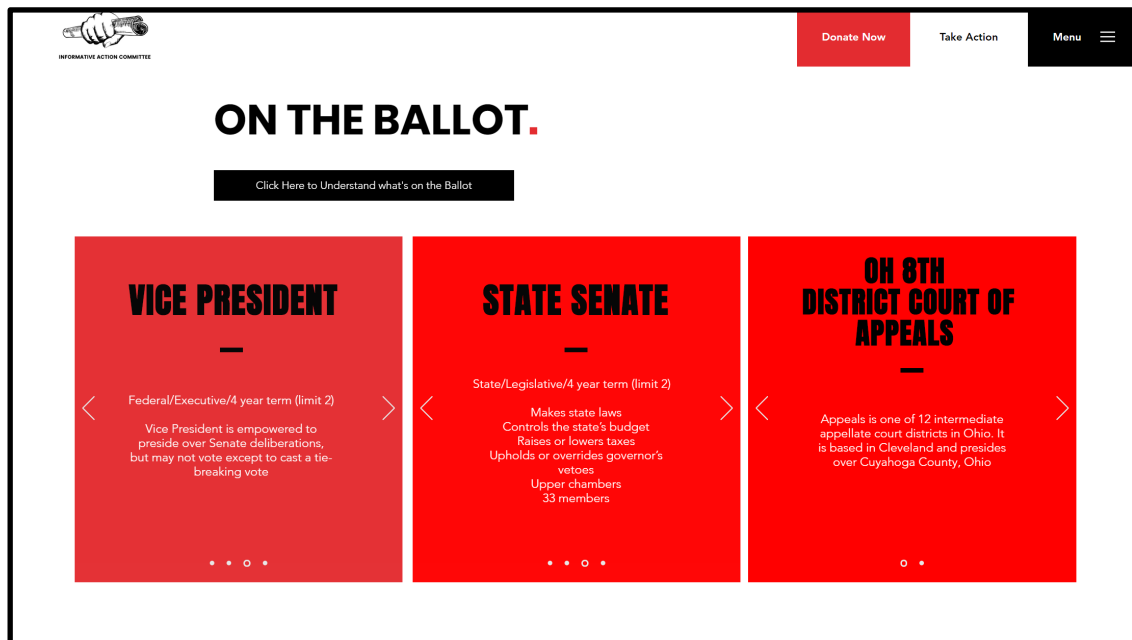 INFORMATIVE ACTION COMMITTEE
Donate Now
Take Action
Menu
ON THE BALLOT.
Click Here to Understand what's on the Ballot
VICE PRESIDENT
Federal/Executive/4 year term (limit 2)
Vice President is empowered to
preside over Senate deliberations,
but may not vote except to cast a tie-
breaking vote
STATE SENATE
State/Legislative/4 year term (limit 2)
Makes state laws
Controls the state's budget
Raises or lowers taxes
Upholds or overrides governor's
vetoes
Upper chambers
33 members
OH 8TH
DISTRICT COURT OF
APPEALS
Appeals is one of 12 intermediate
appellate court districts in Ohio. It
is based in Cleveland and presides
over Cuyahoga County, Ohio